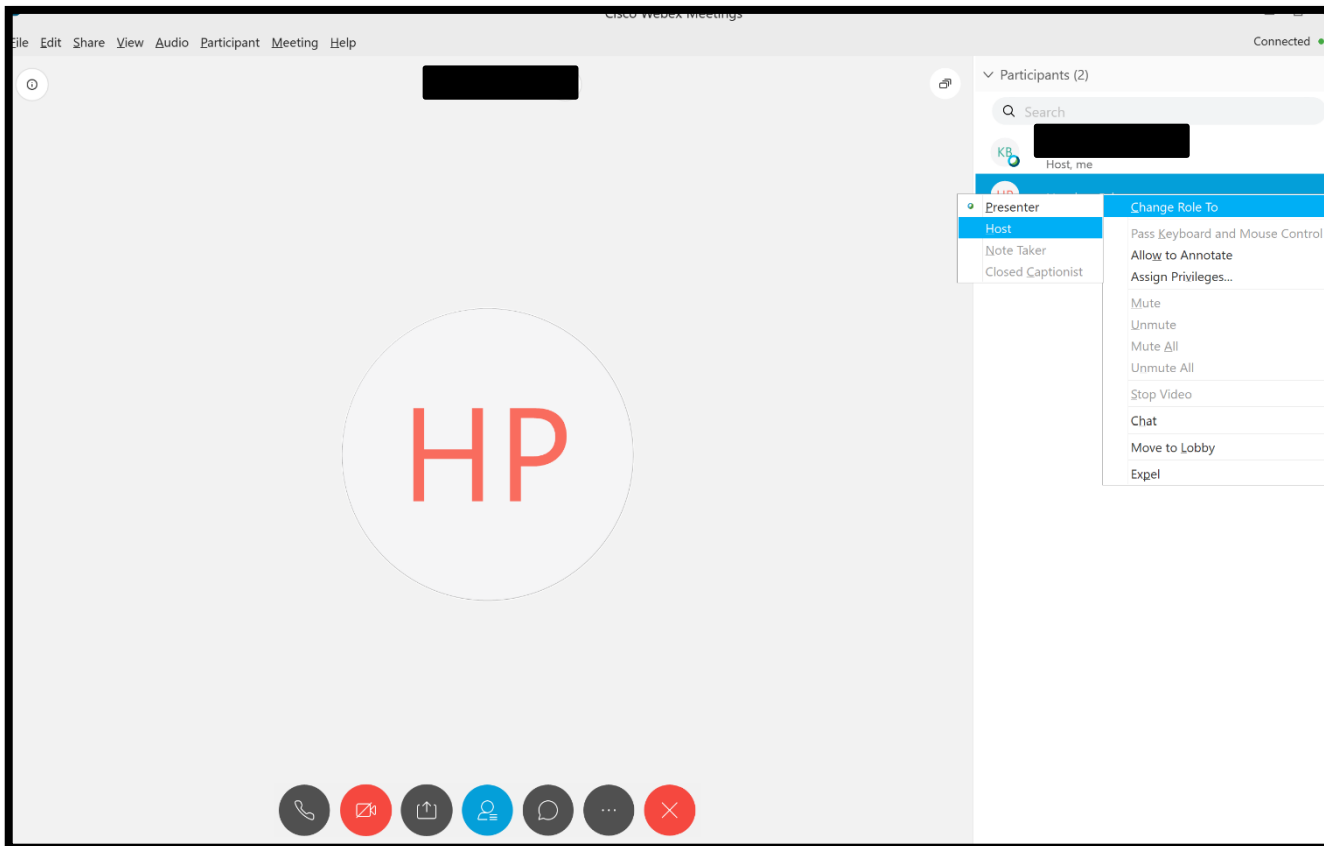 Cisco Webex Meetings
File Edit Share View Audio Participant Meeting Help
Connected
Participants (2)
Search
KB
Host, me
HP
Presenter
Host
Note Taker
Closed Captionist
Change Role To
Pass Keyboard and Mouse Control
Allow to Annotate
Assign Privileges...
Mute
Unmute
Mute All
Unmute All
Stop Video
Chat
Move to Lobby
Expel
HP